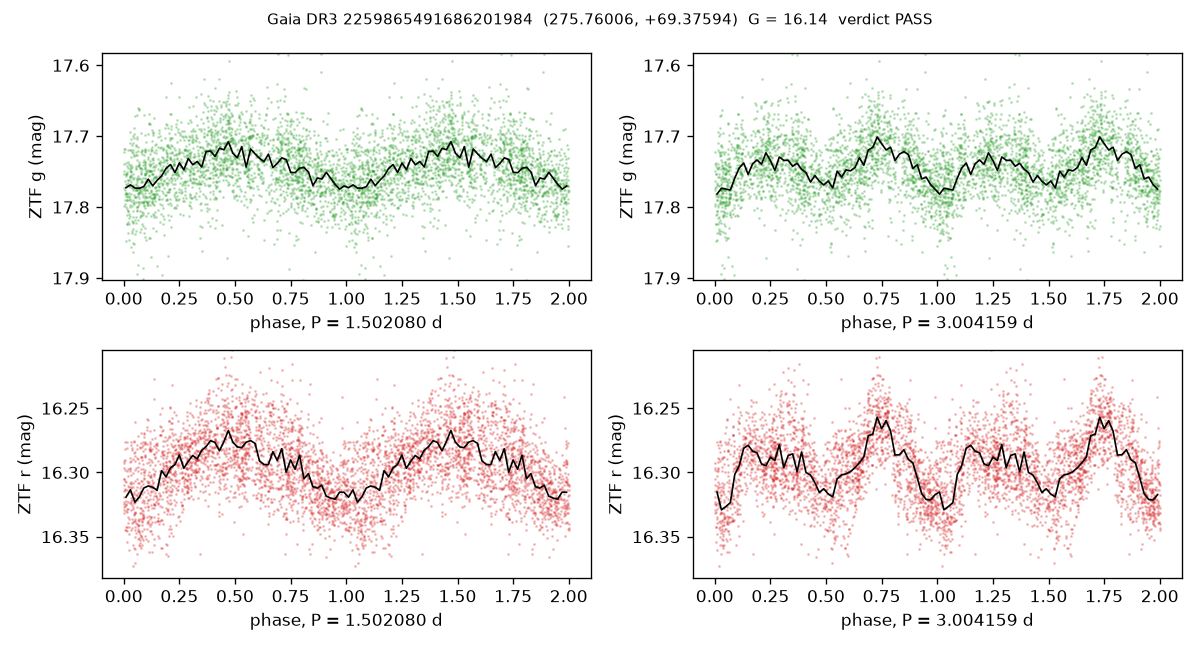 Gaia DR3 2259865491686201984 (275.76006, +69.37594) G = 16.14 verdict PASS
ZTF g (mag)
17.6
17.7
17.8
17.9
0.00 0.25 0.50 0.75 1.00 1.25 1.50 1.75 2.00
phase, P = 1.502080 d
ZTF g (mag)
17.6
17.7
17.8
17.9
0.00 0.25 0.50 0.75 1.00 1.25 1.50 1.75 2.00
phase, P = 3.004159 d
ZTF r (mag)
16.25
16.30
16.35
0.00 0.25 0.50 0.75 1.00 1.25 1.50 1.75 2.00
phase, P = 1.502080 d
ZTF r (mag)
16.25
16.30
16.35
0.00 0.25 0.50 0.75 1.00 1.25 1.50 1.75 2.00
phase, P = 3.004159 d